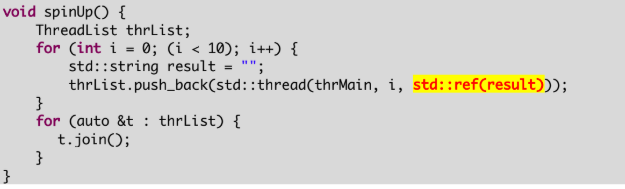 void spinUp() {
    ThreadList thrList;
    for (int i = 0; (i < 10); i++) {
        std::string result = "";
        thrList.push_back(std::thread(thrMain, i, std::ref(result)));
    }
    for (auto &t : thrList) {
      t.join();
    }
}